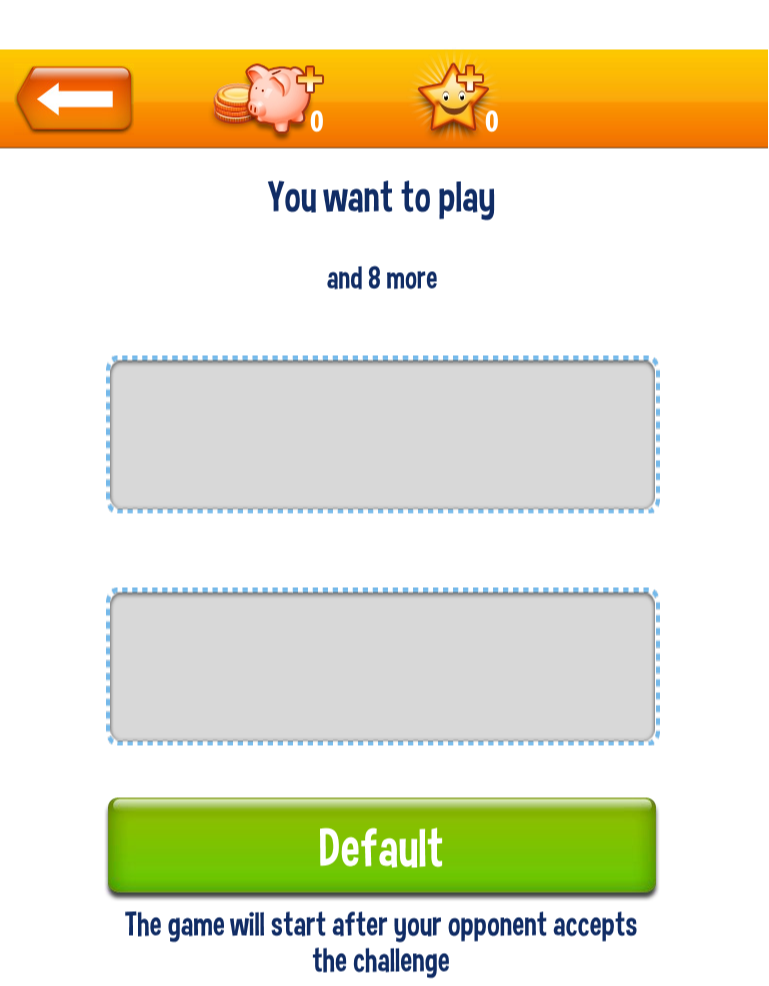 0
0
You want to play
and 8 more
Default
The game will start after your opponent accepts
the challenge